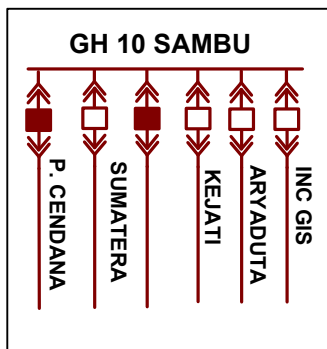 GH 10 SAMBU
P. CENDANA
SUMATERA
KEJATI
ARYADUTA
INC GIS